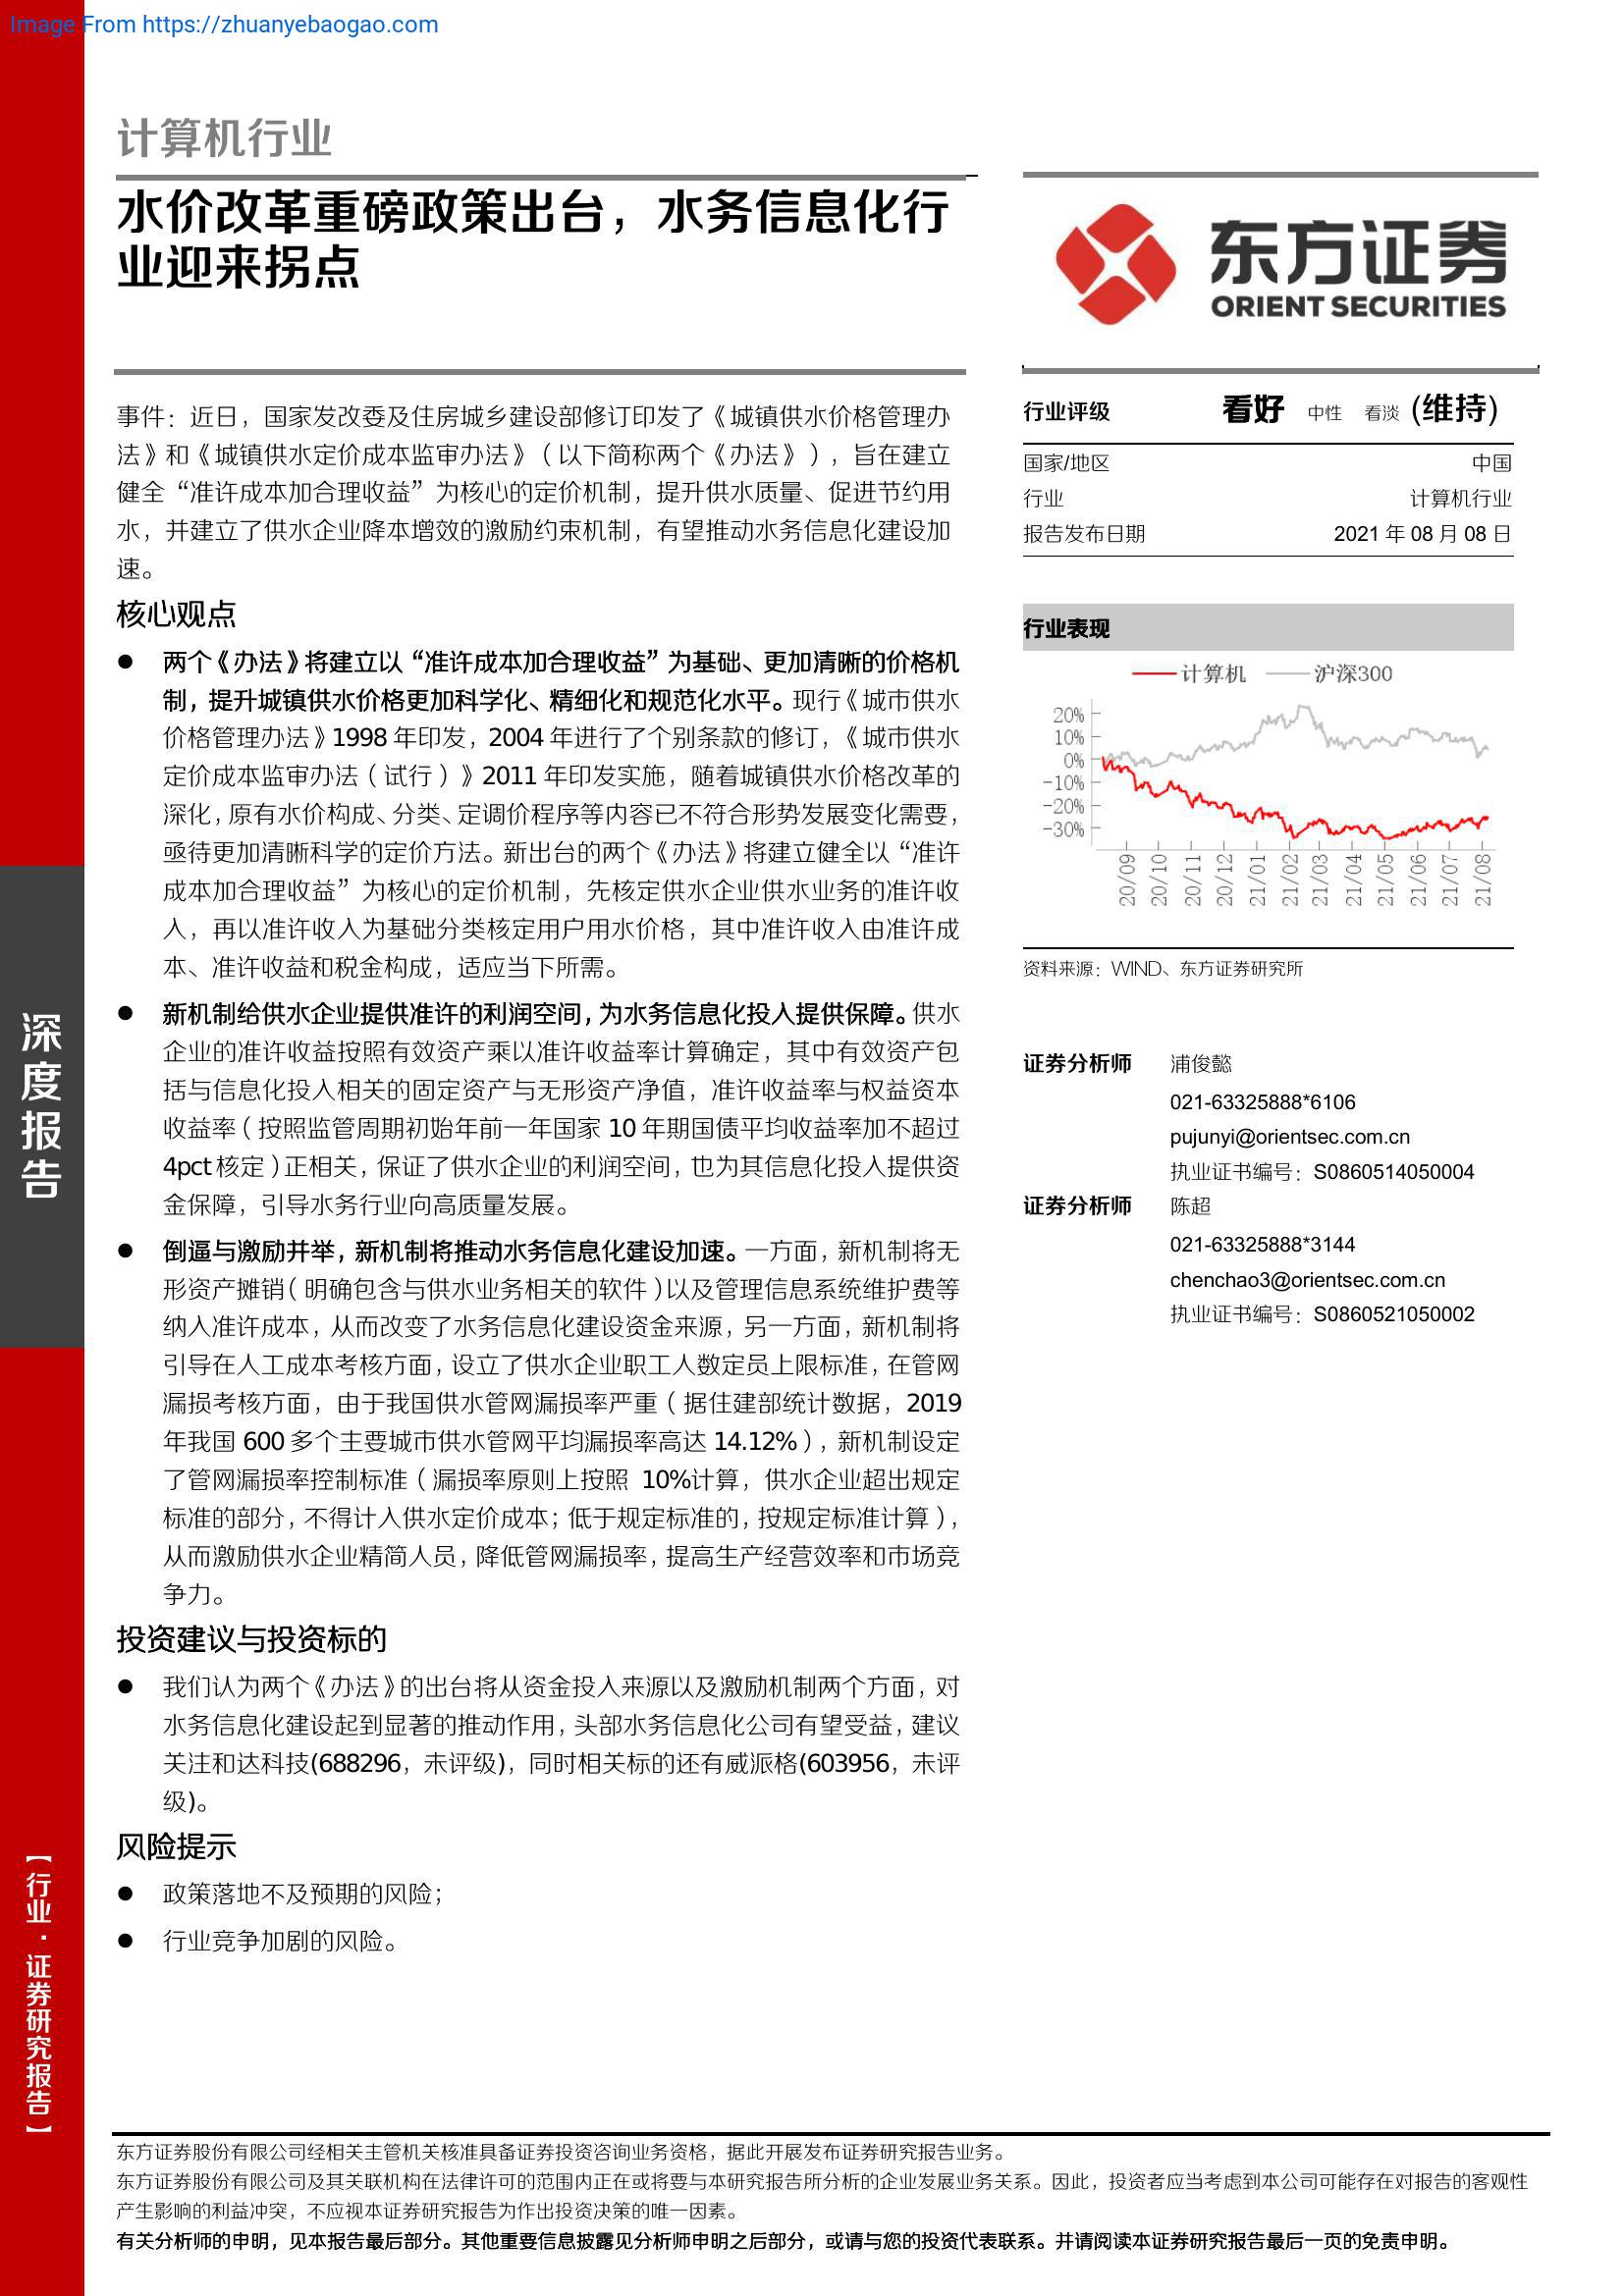 Image From https://zhuanyebaogao.com
计算机行业
水价改革重磅政策出台，水务信息化行
业迎来拐点
事件：近日，国家发改委及住房城乡建设部修订印发了《城镇供水价格管理办
法》和《城镇供水定价成本监审办法》（以下简称两个《办法》），旨在建立
健全“准许成本加合理收益”为核心的定价机制，提升供水质量、促进节约用
水，并建立了供水企业降本增效的激励约束机制，有望推动水务信息化建设加
速。
核心观点
● 两个《办法》将建立以“准许成本加合理收益”为基础、更加清晰的价格机
制，提升城镇供水价格更加科学化、精细化和规范化水平。现行《城市供水
价格管理办法》1998 年印发，2004 年进行了个别条款的修订，《城市供水
定价成本监审办法（试行）》2011 年印发实施，随着城镇供水价格改革的
深化，原有水价构成、分类、定调价程序等内容已不符合形势发展变化需要，
亟待更加清晰科学的定价方法。新出台的两个《办法》将建立健全以“准许
成本加合理收益”为核心的定价机制，先核定供水企业供水业务的准许收
入，再以准许收入为基础分类核定用户用水价格，其中准许收入由准许成
本、准许收益和税金构成，适应当下所需。
● 新机制给供水企业提供准许的利润空间，为水务信息化投入提供保障。供水
企业的准许收益按照有效资产乘以准许收益率计算确定，其中有效资产包
括与信息化投入相关的固定资产与无形资产净值，准许收益率与权益资本
收益率（按照监管周期初始年前一年国家 10 年期国债平均收益率加不超过
4pct 核定）正相关，保证了供水企业的利润空间，也为其信息化投入提供资
金保障，引导水务行业向高质量发展。
● 倒逼与激励并举，新机制将推动水务信息化建设加速。一方面，新机制将无
形资产摊销（明确包含与供水业务相关的软件）以及管理信息系统维护费等
纳入准许成本，从而改变了水务信息化建设资金来源，另一方面，新机制将
引导在人工成本考核方面，设立了供水企业职工人数定员上限标准，在管网
漏损考核方面，由于我国供水管网漏损率严重（据住建部统计数据，2019
年我国 600 多个主要城市供水管网平均漏损率高达 14.12%），新机制设定
了管网漏损率控制标准（漏损率原则上按照 10%计算，供水企业超出规定
标准的部分，不得计入供水定价成本；低于规定标准的，按规定标准计算），
从而激励供水企业精简人员，降低管网漏损率，提高生产经营效率和市场竞
争力。
投资建议与投资标的
● 我们认为两个《办法》的出台将从资金投入来源以及激励机制两个方面，对
水务信息化建设起到显著的推动作用，头部水务信息化公司有望受益，建议
关注和达科技(688296，未评级)，同时相关标的还有威派格(603956，未评
级)。
风险提示
● 政策落地不及预期的风险；
● 行业竞争加剧的风险。
东方证券
ORIENT SECURITIES
行业评级 看好 中性 看淡 (维持)
国家/地区 中国
行业 计算机行业
报告发布日期 2021 年 08 月 08 日
行业表现
计算机 沪深300
20%
10%
0%
-10%
-20%
-30%
20/09 20/10 20/11 20/12 21/01 21/02 21/03 21/04 21/05 21/06 21/07 21/08
资料来源：WIND、东方证券研究所
证券分析师 浦俊懿
021-63325888*6106
pujunyi@orientsec.com.cn
执业证书编号：S0860514050004
证券分析师 陈超
021-63325888*3144
chenchao3@orientsec.com.cn
执业证书编号：S0860521050002
深度报告
【行业·证券研究报告】
东方证券股份有限公司经相关主管机关核准具备证券投资咨询业务资格，据此开展发布证券研究报告业务。
东方证券股份有限公司及其关联机构在法律许可的范围内正在或将要与本研究报告所分析的企业发展业务关系。因此，投资者应当考虑到本公司可能存在对报告的客观性
产生影响的利益冲突，不应视本证券研究报告为作出投资决策的唯一因素。
有关分析师的申明，见本报告最后部分。其他重要信息披露见分析师申明之后部分，或请与您的投资代表联系。并请阅读本证券研究报告最后一页的免责申明。